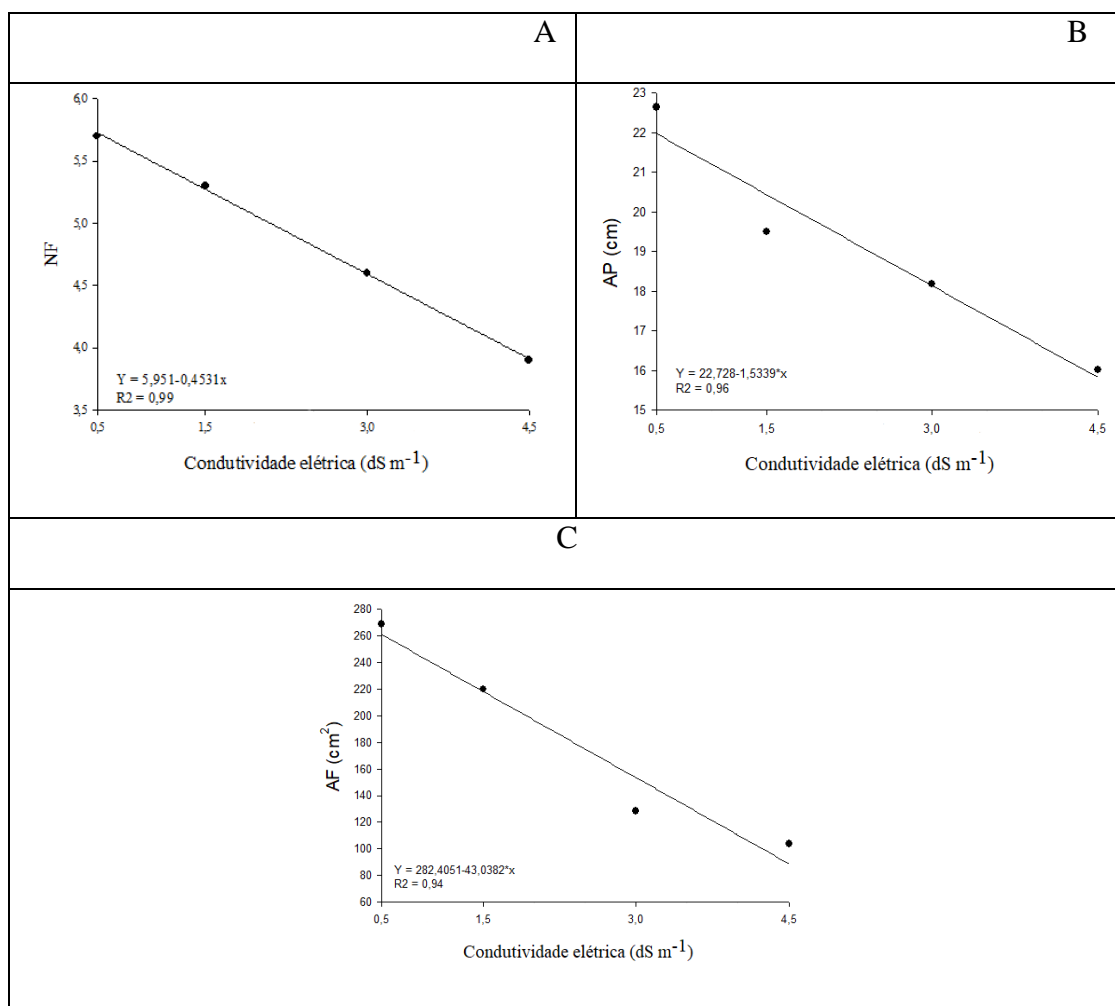 A
B
6,0
5,5
5,0
4,5
4,0
3,5
NF
Y = 5,951-0,4531x
R2 = 0,99
0,5 1,5 3,0 4,5
Condutividade elétrica (dS m-1)
23
22
21
20
19
18
17
16
15
AP (cm)
Y = 22,728-1,5339*x
R2 = 0,96
0,5 1,5 3,0 4,5
Condutividade elétrica (dS m-1)
C
280
260
240
220
200
180
160
140
120
100
80
60
AF (cm2)
Y = 282,4051-43,0382*x
R2 = 0,94
0,5 1,5 3,0 4,5
Condutividade elétrica (dS m-1)